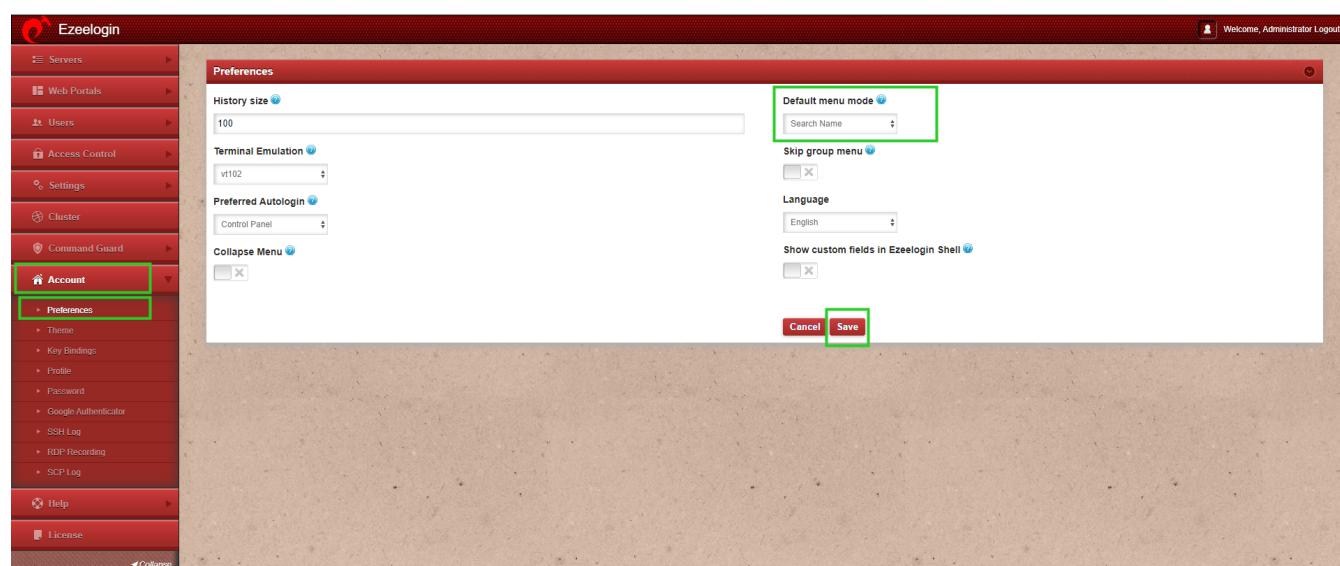 Ezeelogin
Welcome, Administrator Logout
Servers
Web Portals
Users
Access Control
Settings
Cluster
Command Guard
Account
Preferences
Theme
Key Bindings
Profile
Password
Google Authenticator
SSH Log
RDP Recording
SCP Log
Help
License
Collapse
Preferences
History size
100
Terminal Emulation
vt102
Preferred Autologin
Control Panel
Collapse Menu
Default menu mode
Search Name
Skip group menu
Language
English
Show custom fields in Ezeelogin Shell
Cancel Save